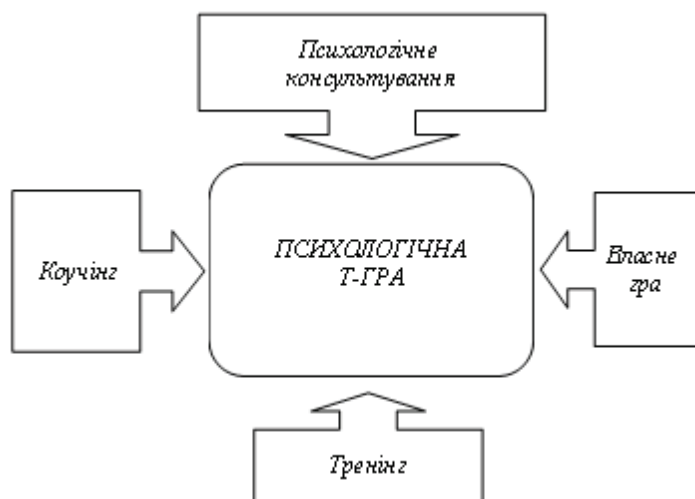 Психологічне
консультування
Коучінг
ПСИХОЛОГІЧНА
Т-ГРА
Власне
гра
Тренінг